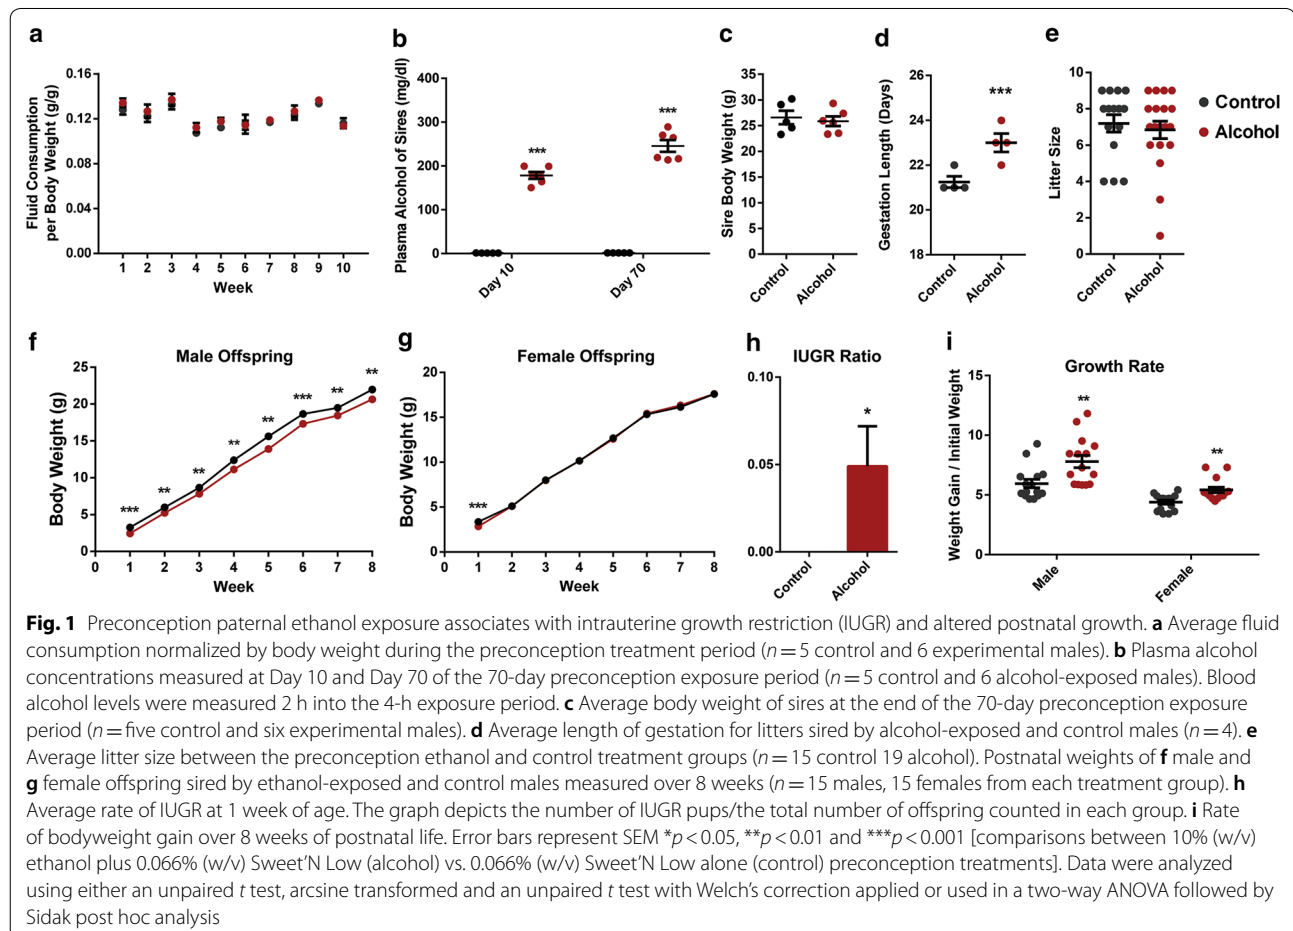 a
Fluid Consumption
per Body Weight (g/g)
0.16
0.12
0.08
0.04
0.00
1 2 3 4 5 6 7 8 9 10
Week
b
Plasma Alcohol of Sires (mg/dl)
400
300
200
100
0
***
***
Day 10
Day 70
c
Sire Body Weight (g)
35
30
25
20
15
10
5
0
Control
Alcohol
d
Gestation Length (Days)
26
24
22
20
18
***
Control
Alcohol
e
Litter Size
10
8
6
4
2
0
Control
Alcohol
Control
Alcohol
f
Male Offspring
Body Weight (g)
25
20
15
10
5
0
*** ** ** ** ** *** ** **
0 1 2 3 4 5 6 7 8
Week
g
Female Offspring
Body Weight (g)
20
15
10
5
0
***
0 1 2 3 4 5 6 7 8
Week
h
IUGR Ratio
0.10
0.05
0.00
*
Control
Alcohol
i
Growth Rate
Weight Gain / Initial Weight
15
10
5
0
**
**
Male
Female
Fig. 1 Preconception paternal ethanol exposure associates with intrauterine growth restriction (IUGR) and altered postnatal growth. a Average fluid
consumption normalized by body weight during the preconception treatment period (n = 5 control and 6 experimental males). b Plasma alcohol
concentrations measured at Day 10 and Day 70 of the 70-day preconception exposure period (n = 5 control and 6 alcohol-exposed males). Blood
alcohol levels were measured 2 h into the 4-h exposure period. c Average body weight of sires at the end of the 70-day preconception exposure
period (n = five control and six experimental males). d Average length of gestation for litters sired by alcohol-exposed and control males (n = 4). e
Average litter size between the preconception ethanol and control treatment groups (n = 15 control 19 alcohol). Postnatal weights of f male and
g female offspring sired by ethanol-exposed and control males measured over 8 weeks (n = 15 males, 15 females from each treatment group). h
Average rate of IUGR at 1 week of age. The graph depicts the number of IUGR pups/the total number of offspring counted in each group. i Rate
of bodyweight gain over 8 weeks of postnatal life. Error bars represent SEM *p < 0.05, **p < 0.01 and ***p < 0.001 [comparisons between 10% (w/v)
ethanol plus 0.066% (w/v) Sweet'N Low (alcohol) vs. 0.066% (w/v) Sweet'N Low alone (control) preconception treatments]. Data were analyzed
using either an unpaired t test, arcsine transformed and an unpaired t test with Welch's correction applied or used in a two-way ANOVA followed by
Sidak post hoc analysis